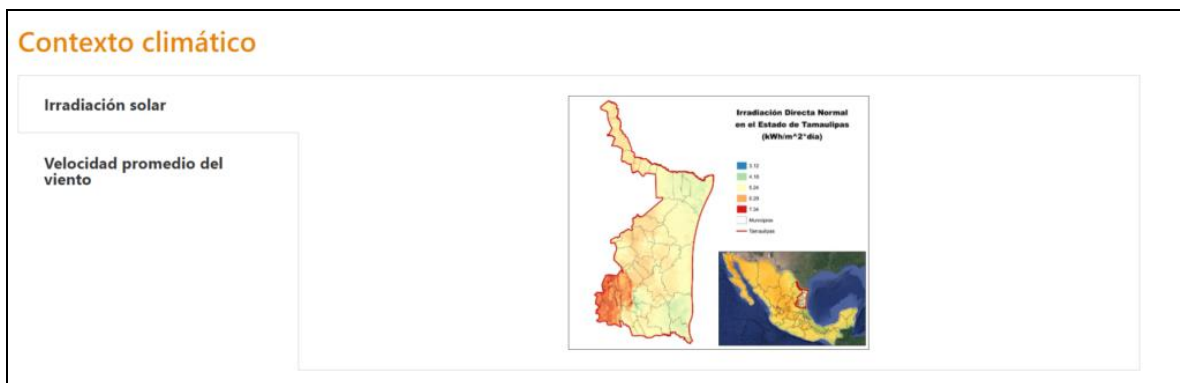 Contexto climático
Irradiación solar
Velocidad promedio del
viento
Irradiación Directa Normal
en el Estado de Tamaulipas
(kWh/m^2*día)
3.12
4.18
5.24
6.29
7.34
Municipios
Tamaulipas